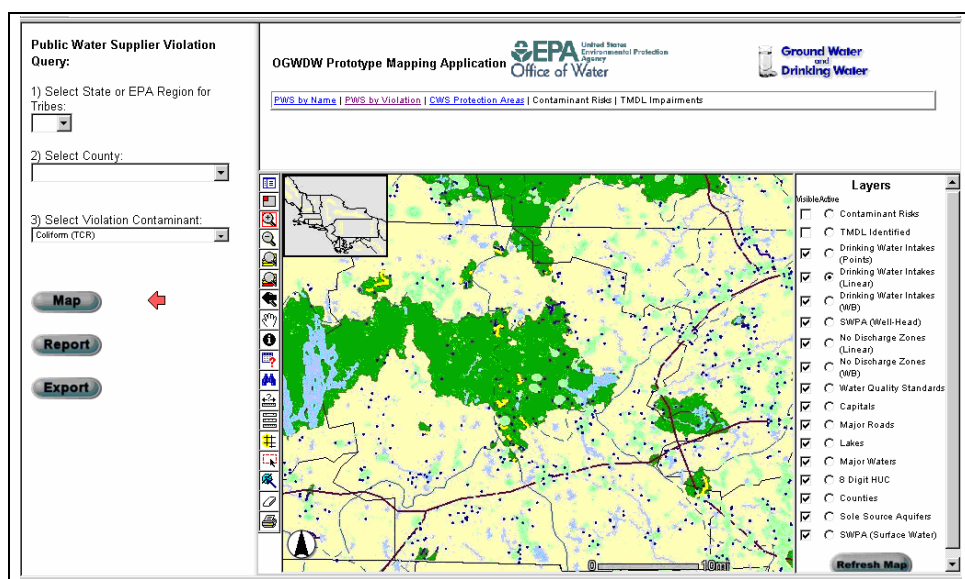 Public Water Supplier Violation
Query:
1) Select State or EPA Region for
Tribes:
2) Select County:
3) Select Violation Contaminant:
Coliform (TCR)
Map
Report
Export
OGWDW Prototype Mapping Application
EPA
United States
Environmental Protection
Agency
Office of Water
Ground Water
and
Drinking Water
PWS by Name | PWS by Violation | CWS Protection Areas | Contaminant Risks | TMDL Impairments
0 10mi
Layers
Visible Active
Contaminant Risks
TMDL Identified
Drinking Water Intakes
(Points)
Drinking Water Intakes
(Linear)
Drinking Water Intakes
(WB)
SWPA (Well-Head)
No Discharge Zones
(Linear)
No Discharge Zones
(WB)
Water Quality Standards
Capitals
Major Roads
Lakes
Major Waters
8 Digit HUC
Counties
Sole Source Aquifers
SWPA (Surface Water)
Refresh Map